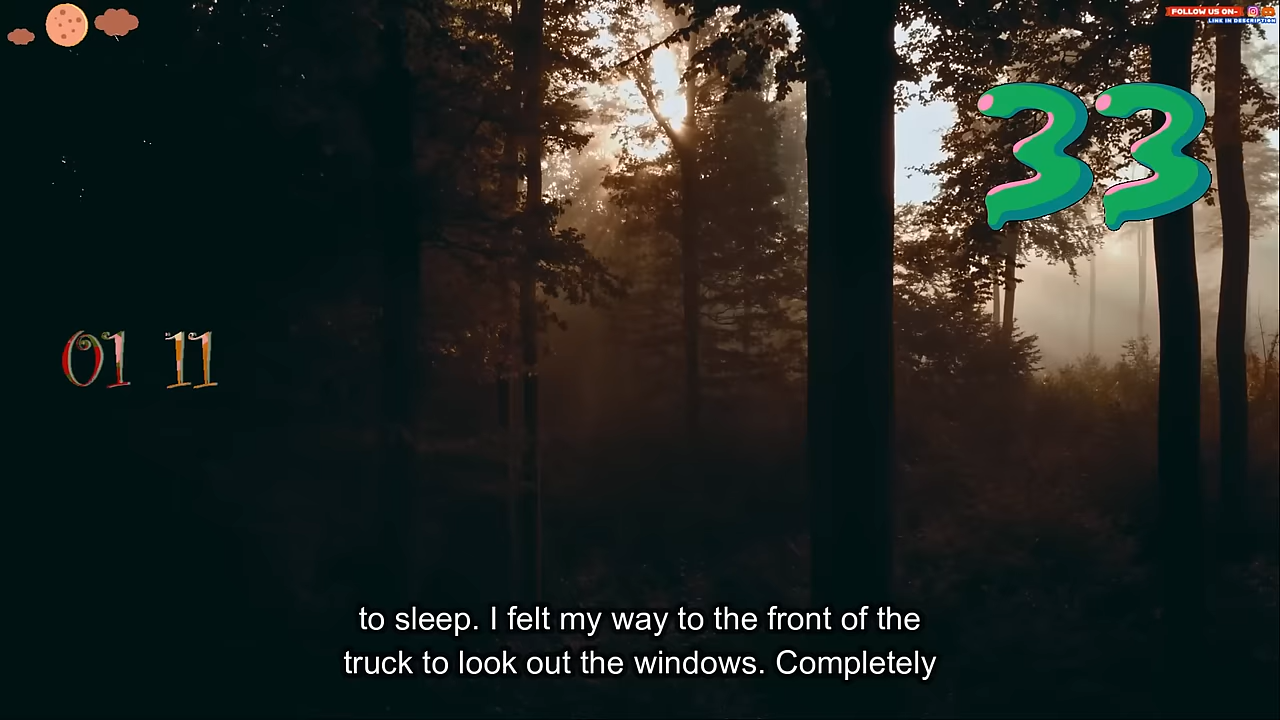 FOLLOW US ON-
LINK IN DESCRIPTION
33
01 11
to sleep. I felt my way to the front of the
truck to look out the windows. Completely